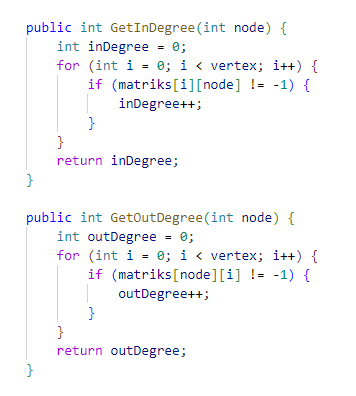 public int GetInDegree(int node) {
    int inDegree = 0;
    for (int i = 0; i < vertex; i++) {
        if (matriks[i][node] != -1) {
            inDegree++;
        }
    }
    return inDegree;
}

public int GetOutDegree(int node) {
    int outDegree = 0;
    for (int i = 0; i < vertex; i++) {
        if (matriks[node][i] != -1) {
            outDegree++;
        }
    }
    return outDegree;
}